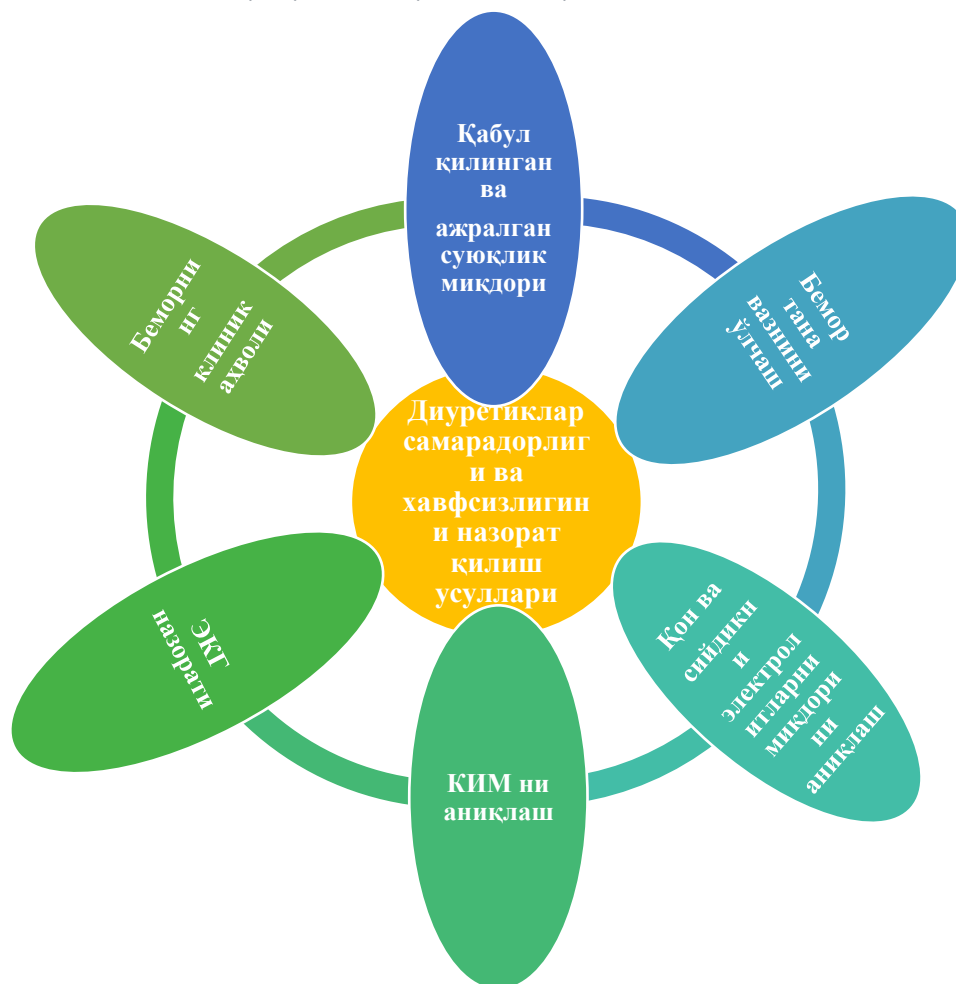 Қабул
қилинган
ва
ажралган
суюқлик
миқдори
Бемор
тана
вазнини
ўлчаш
Қон ва
сийдикн
и
электрол
итларни
миқдори
ни
аниқлаш
КИМ ни
аниқлаш
ЭКГ
назорати
Беморни
нг
клиник
аҳволи
Диуретиклар
самарадорлиг
и ва
хавфсизлигин
и назорат
қилиш
усуллари